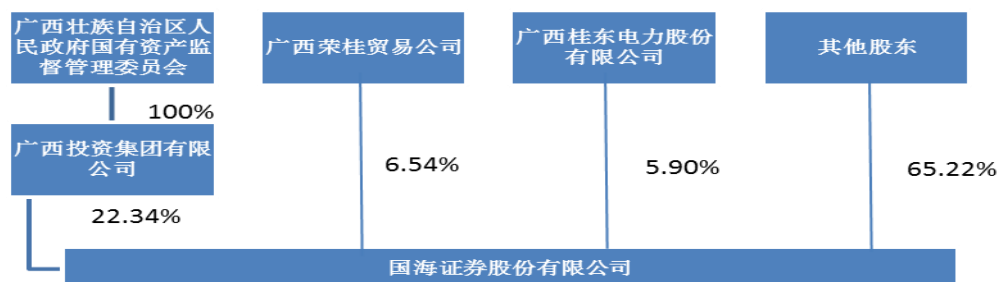 广西壮族自治区人
民政府国有资产监
督管理委员会
广西荣桂贸易公司
广西桂东电力股份
有限公司
其他股东
100%
广西投资集团有限
公司
6.54%
5.90%
65.22%
22.34%
国海证券股份有限公司